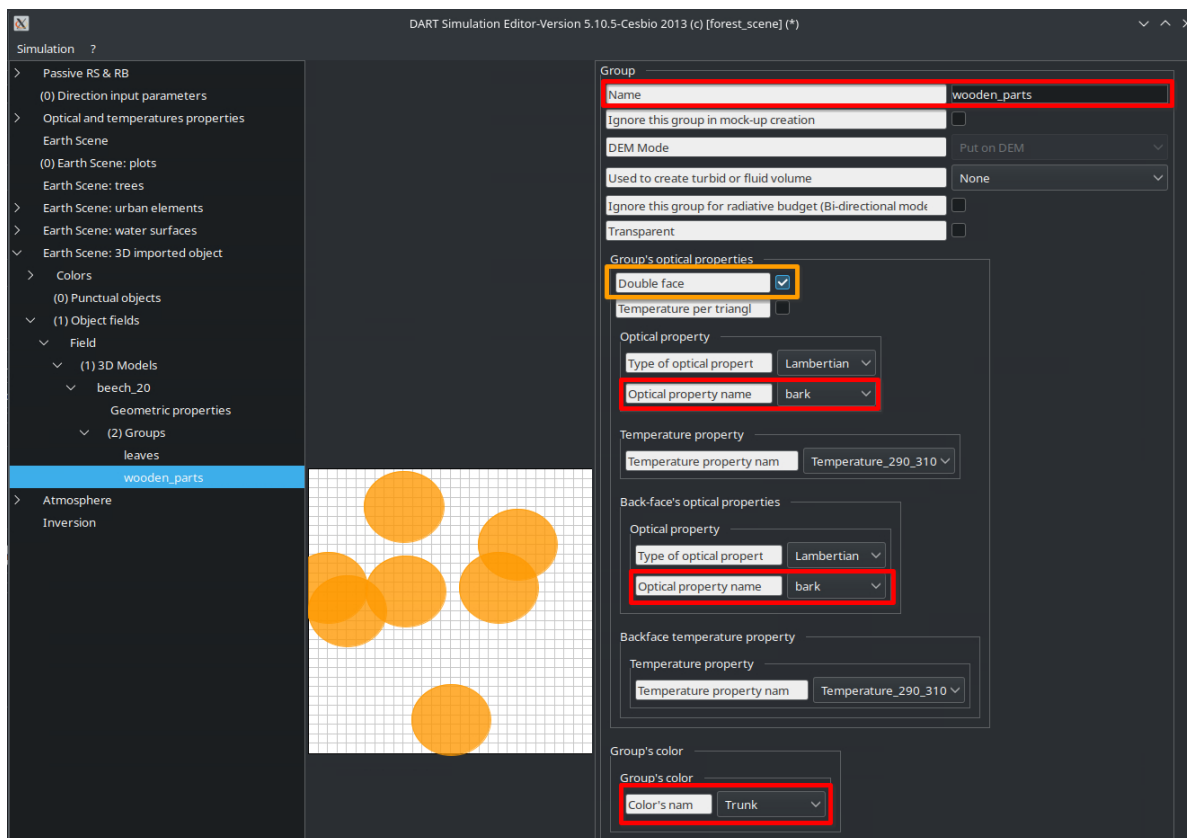 DART Simulation Editor-Version 5.10.5-Cesbio 2013 (c) [forest_scene] (*)
Simulation ?
Passive RS & RB
(0) Direction input parameters
Optical and temperatures properties
Earth Scene
(0) Earth Scene: plots
Earth Scene: trees
Earth Scene: urban elements
Earth Scene: water surfaces
Earth Scene: 3D imported object
Colors
(0) Punctual objects
(1) Object fields
Field
(1) 3D Models
beech_20
Geometric properties
(2) Groups
leaves
wooden_parts
Atmosphere
Inversion
Group
Name wooden_parts
Ignore this group in mock-up creation
DEM Mode Put on DEM
Used to create turbid or fluid volume None
Ignore this group for radiative budget (Bi-directional mode
Transparent
Group's optical properties
Double face
Temperature per triangl
Optical property
Type of optical propert Lambertian
Optical property name bark
Temperature property
Temperature property nam Temperature_290_310
Back-face's optical properties
Optical property
Type of optical propert Lambertian
Optical property name bark
Backface temperature property
Temperature property
Temperature property nam Temperature_290_310
Group's color
Group's color
Color's nam Trunk